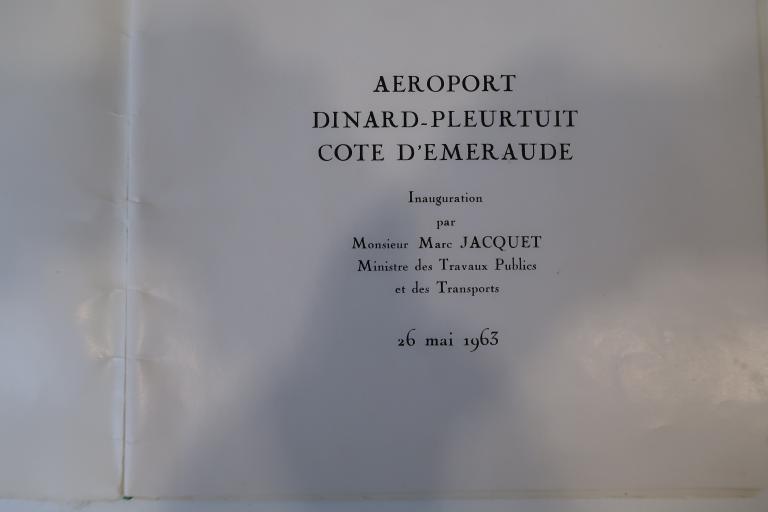 AEROPORT
DINARD-PLEURTUIT
COTE D'EMERAUDE
Inauguration
par
Monsieur Marc JACQUET
Ministre des Travaux Publics
et des Transports
26 mai 1963